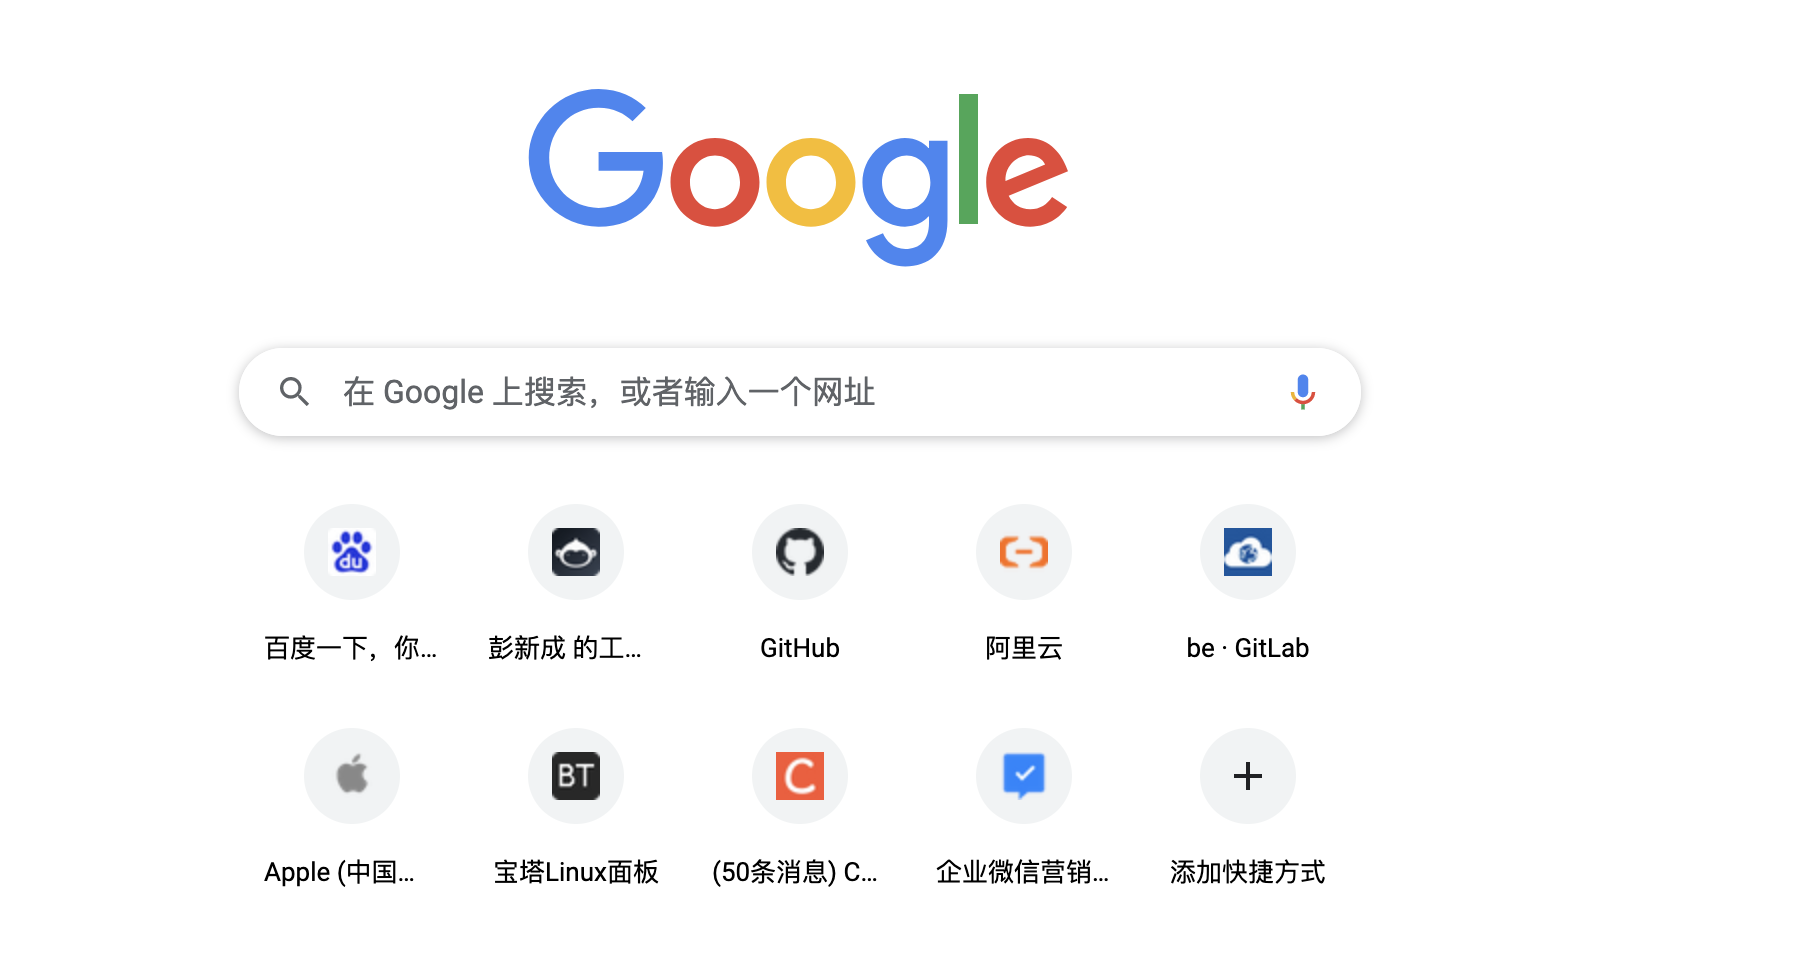 Google
在 Google 上搜索，或者输入一个网址
du
百度一下，你...
彭新成 的工...
GitHub
阿里云
be · GitLab
BT
C
Apple (中国...
宝塔Linux面板
(50条消息) C...
企业微信营销...
添加快捷方式